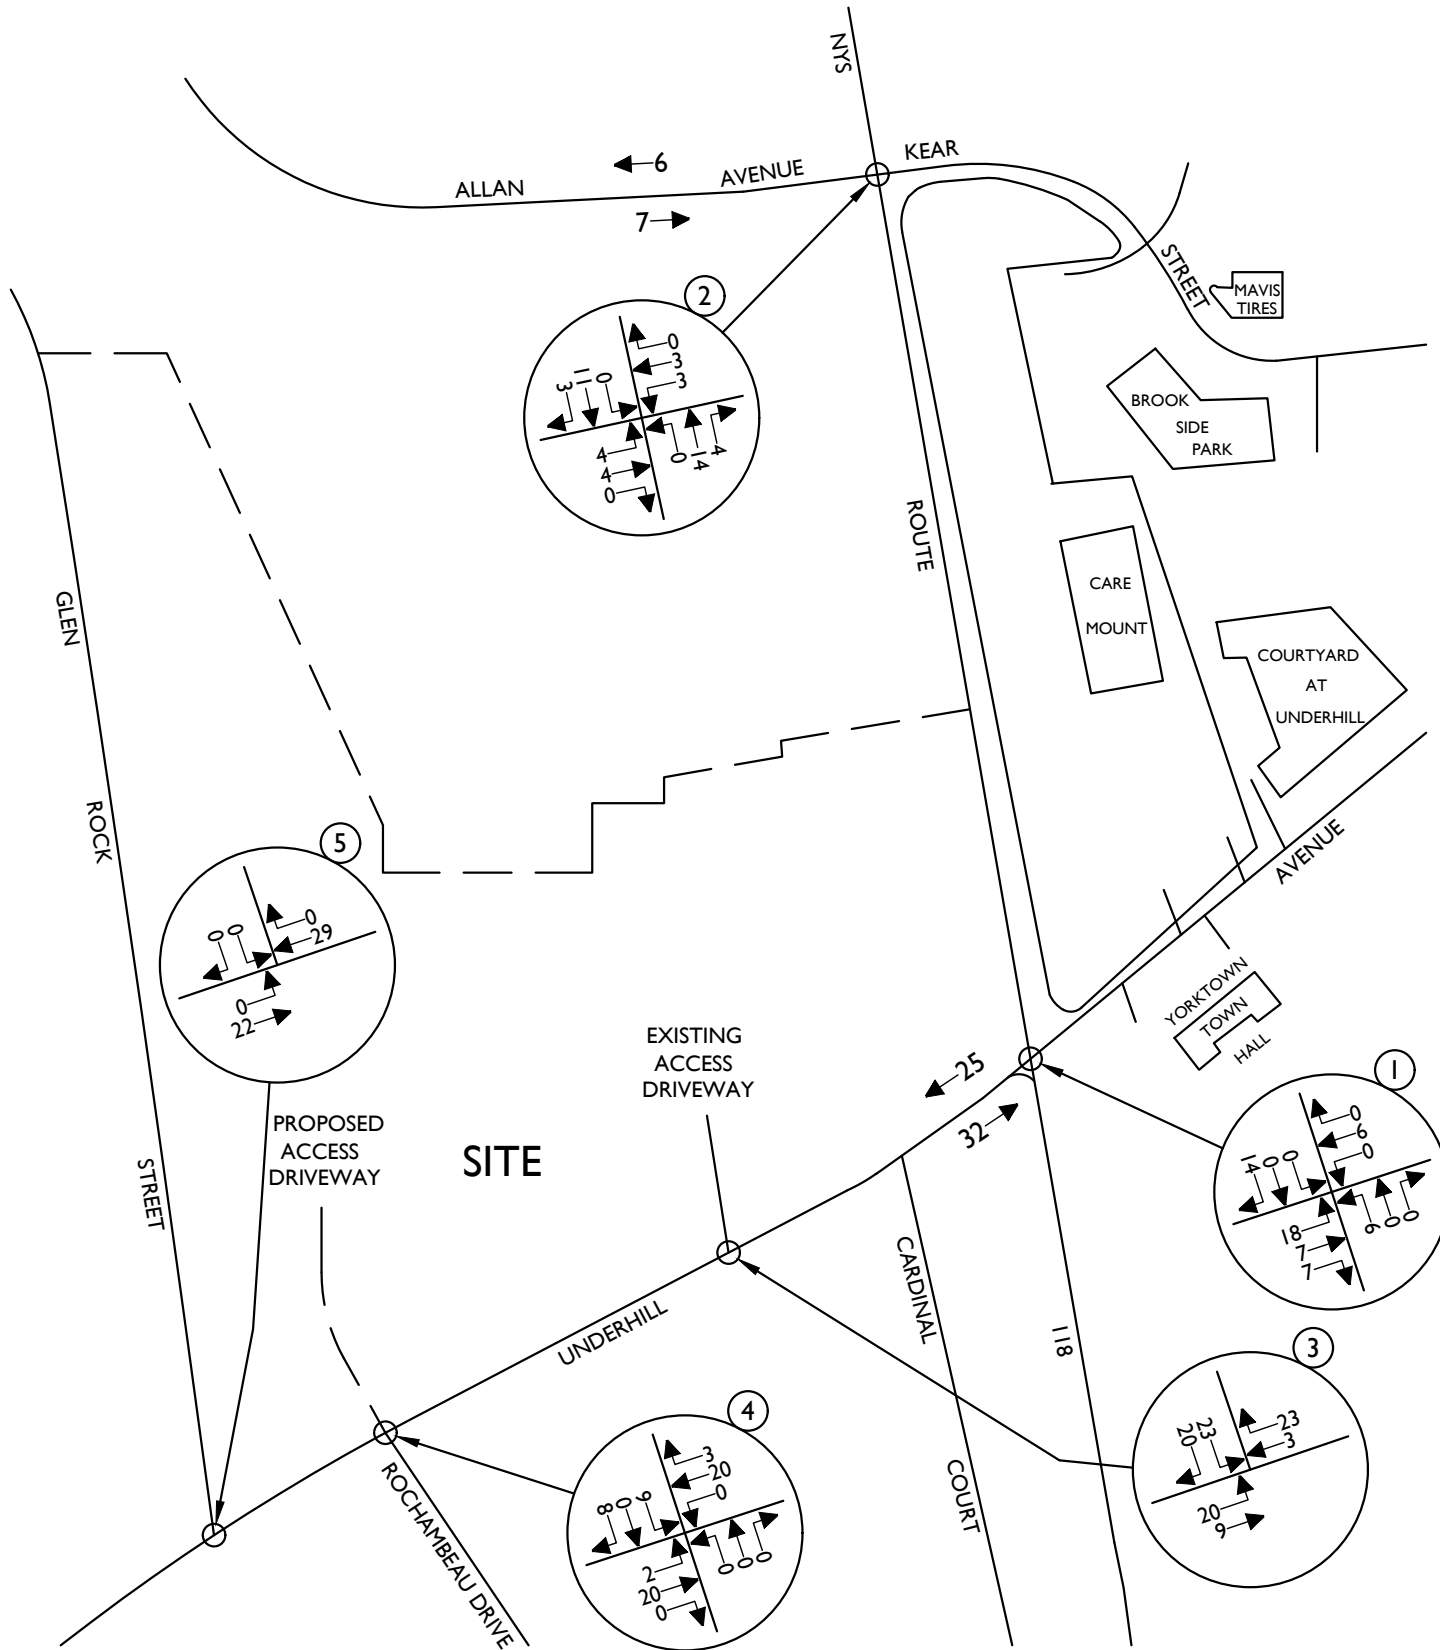 NYS
KEAR
6
ALLAN
AVENUE
7
STREET
MAVIS
TIRES
2
0
3
3
3
11
0
4
4
0
0
14
4
BROOK
SIDE
PARK
ROUTE
CARE
MOUNT
GLEN
COURTYARD
AT
UNDERHILL
ROCK
5
0
29
0
0
0
22
AVENUE
YORKTOWN
TOWN
HALL
EXISTING
ACCESS
DRIVEWAY
25
32
1
0
6
0
14
0
0
18
7
7
6
0
0
PROPOSED
ACCESS
DRIVEWAY
SITE
STREET
CARDINAL
COURT
UNDERHILL
118
3
23
3
20
23
20
9
4
3
20
0
8
0
9
2
20
0
0
0
0
ROCHAMBEAU DRIVE